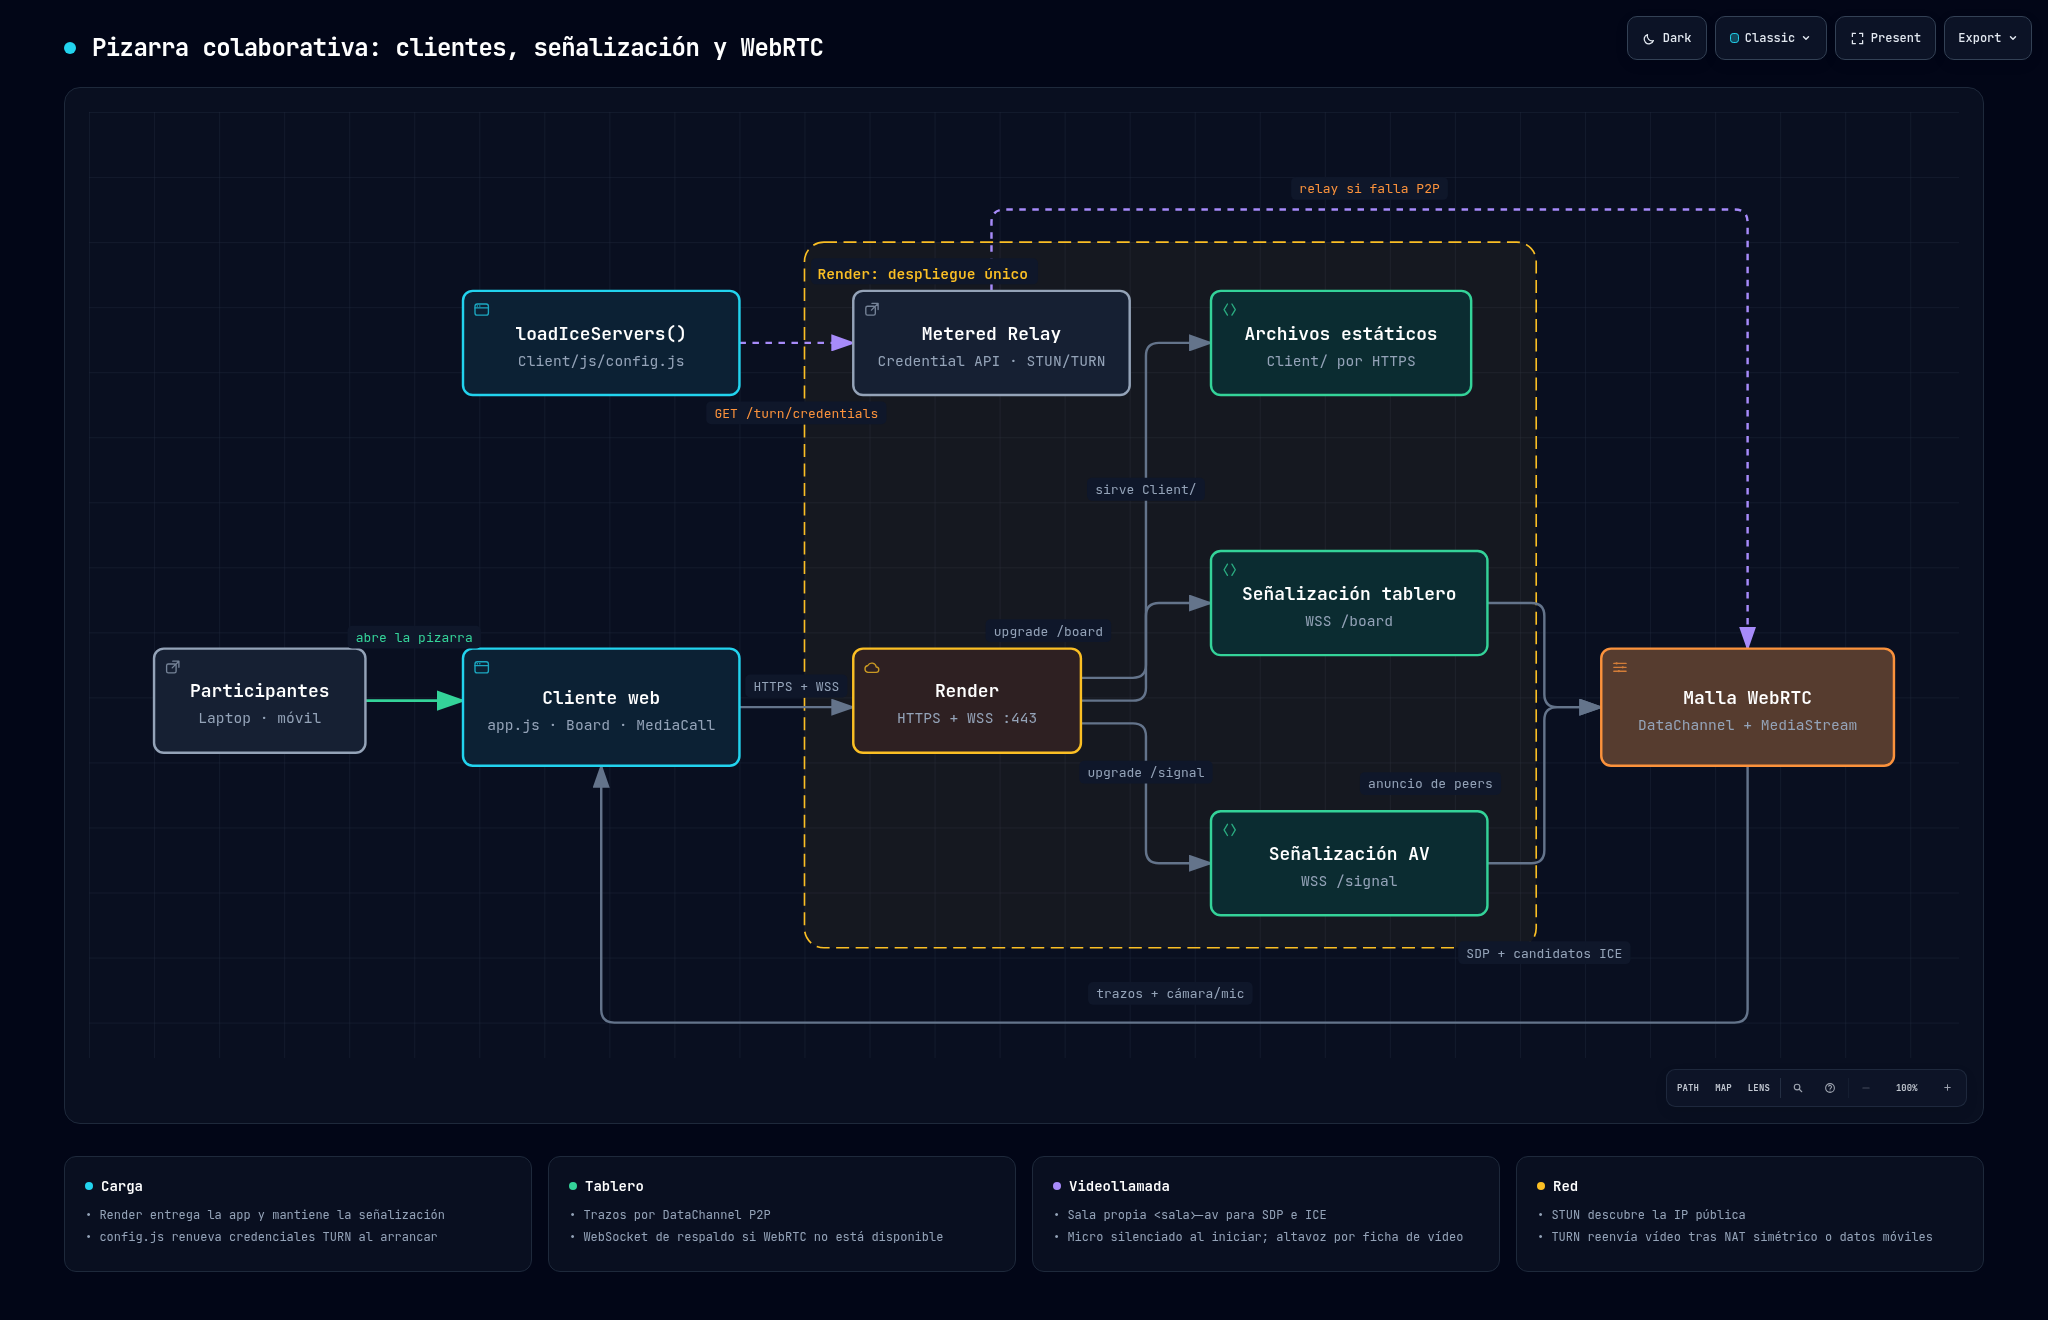 Pizarra colaborativa: clientes, señalización y WebRTC
Dark
Classic
Present
Export
relay si falla P2P
Render: despliegue único
loadIceServers()
Client/js/config.js
Metered Relay
Credential API · STUN/TURN
Archivos estáticos
Client/ por HTTPS
GET /turn/credentials
sirve Client/
Señalización tablero
WSS /board
upgrade /board
abre la pizarra
Participantes
Laptop · móvil
Cliente web
app.js · Board · MediaCall
HTTPS + WSS
Render
HTTPS + WSS :443
Malla WebRTC
DataChannel + MediaStream
upgrade /signal
anuncio de peers
Señalización AV
WSS /signal
SDP + candidatos ICE
trazos + cámara/mic
PATH
MAP
LENS
100%
Carga
• Render entrega la app y mantiene la señalización
• config.js renueva credenciales TURN al arrancar
Tablero
• Trazos por DataChannel P2P
• WebSocket de respaldo si WebRTC no está disponible
Videollamada
• Sala propia <sala>—av para SDP e ICE
• Micro silenciado al iniciar; altavoz por ficha de vídeo
Red
• STUN descubre la IP pública
• TURN reenvía vídeo tras NAT simétrico o datos móviles